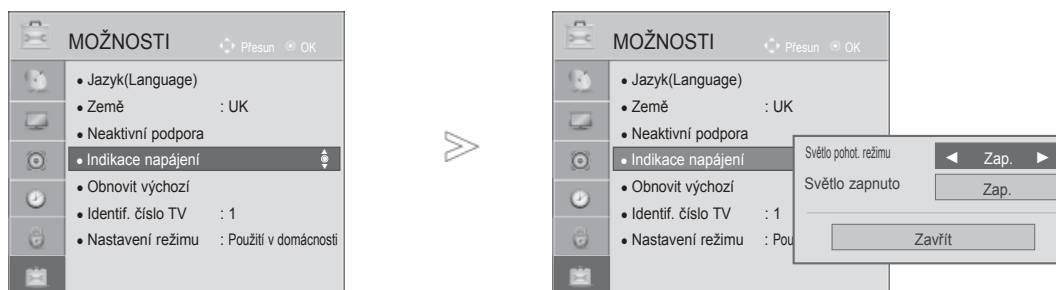 MOŽNOSTI
Přesun OK
• Jazyk(Language)
• Země : UK
• Neaktivní podpora
• Indikace napájení
• Obnovit výchozí
• Identif. číslo TV : 1
• Nastavení režimu : Použití v domácnosti
MOŽNOSTI
Přesun OK
• Jazyk(Language)
• Země : UK
• Neaktivní podpora
• Indikace napájení
• Obnovit výchozí
• Identif. číslo TV : 1
• Nastavení režimu : Pou
Světlo pohot. režimu ◄ Zap. ►
Světlo zapnuto Zap.
Zavřít